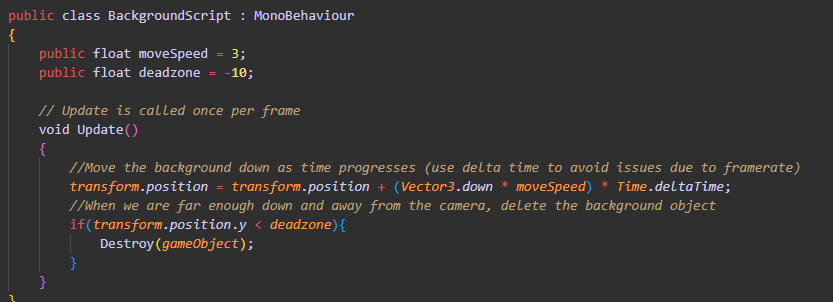 public class BackgroundScript : MonoBehaviour
{
    public float moveSpeed = 3;
    public float deadzone = -10;

    // Update is called once per frame
    void Update()
    {
        //Move the background down as time progresses (use delta time to avoid issues due to framerate)
        transform.position = transform.position + (Vector3.down * moveSpeed) * Time.deltaTime;
        //When we are far enough down and away from the camera, delete the background object
        if(transform.position.y < deadzone){
            Destroy(gameObject);
        }
    }
}